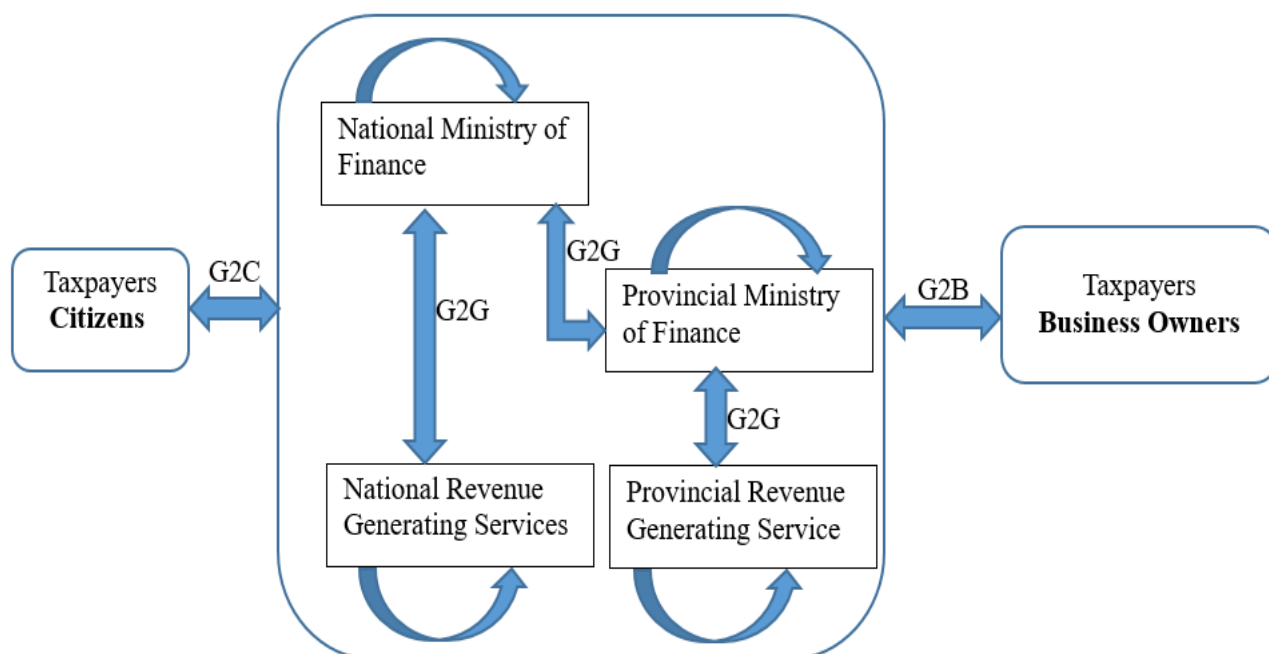 National Ministry of
Finance
G2C
Taxpayers
Citizens
G2G
G2G
Provincial Ministry
of Finance
G2B
Taxpayers
Business Owners
G2G
National Revenue
Generating Services
Provincial Revenue
Generating Service